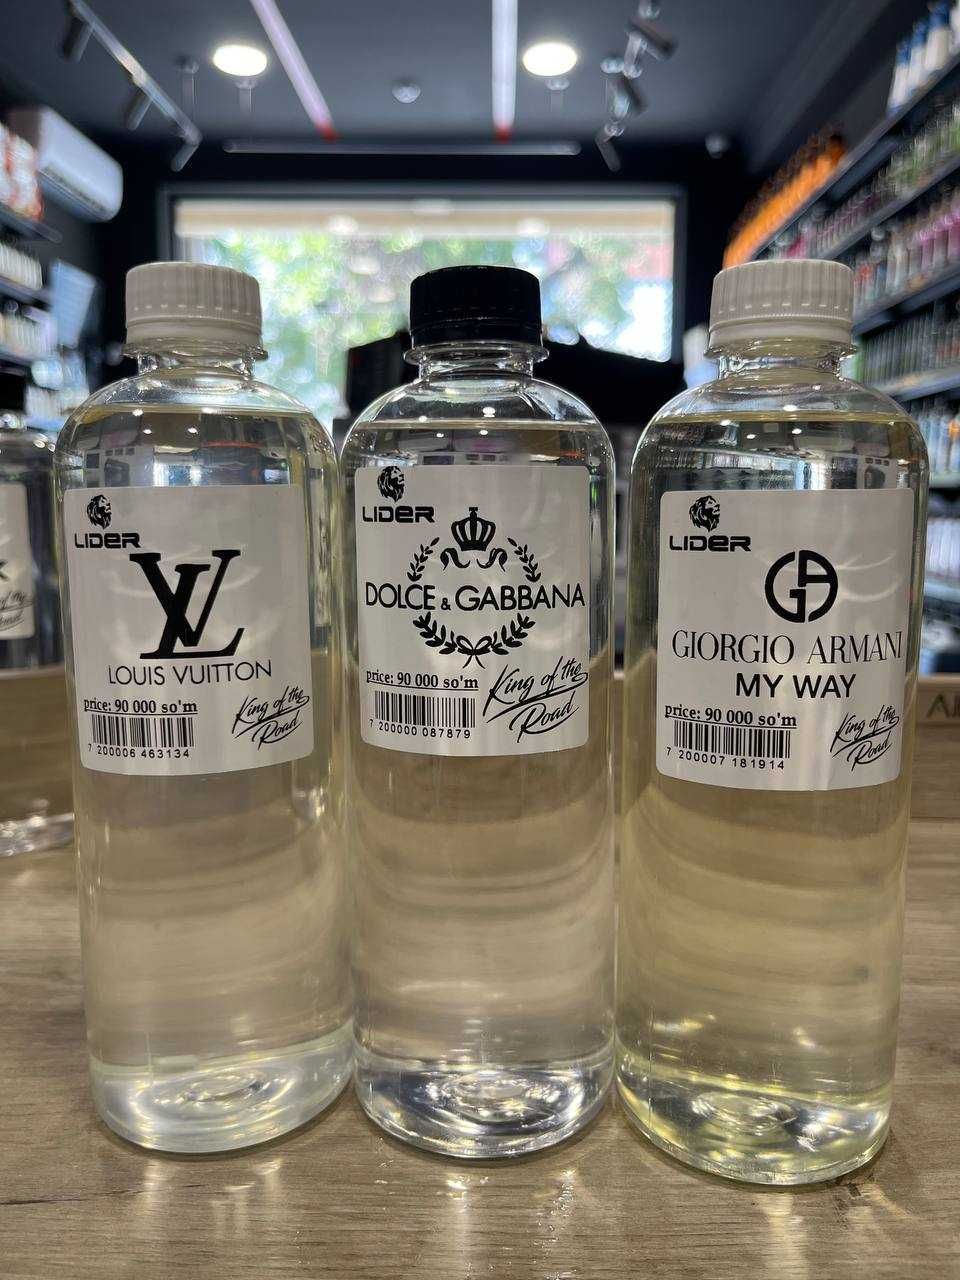 LIDER
LV
LOUIS VUITTON
price: 90 000 so'm
King of the
Road
7 200006 463134
LIDER
DOLCE & GABBANA
price: 90 000 so'm
King of the
Road
7 200000 087879
LIDER
GA
GIORGIO ARMANI
MY WAY
price: 90 000 so'm
King of the
Road
7 200007 181914